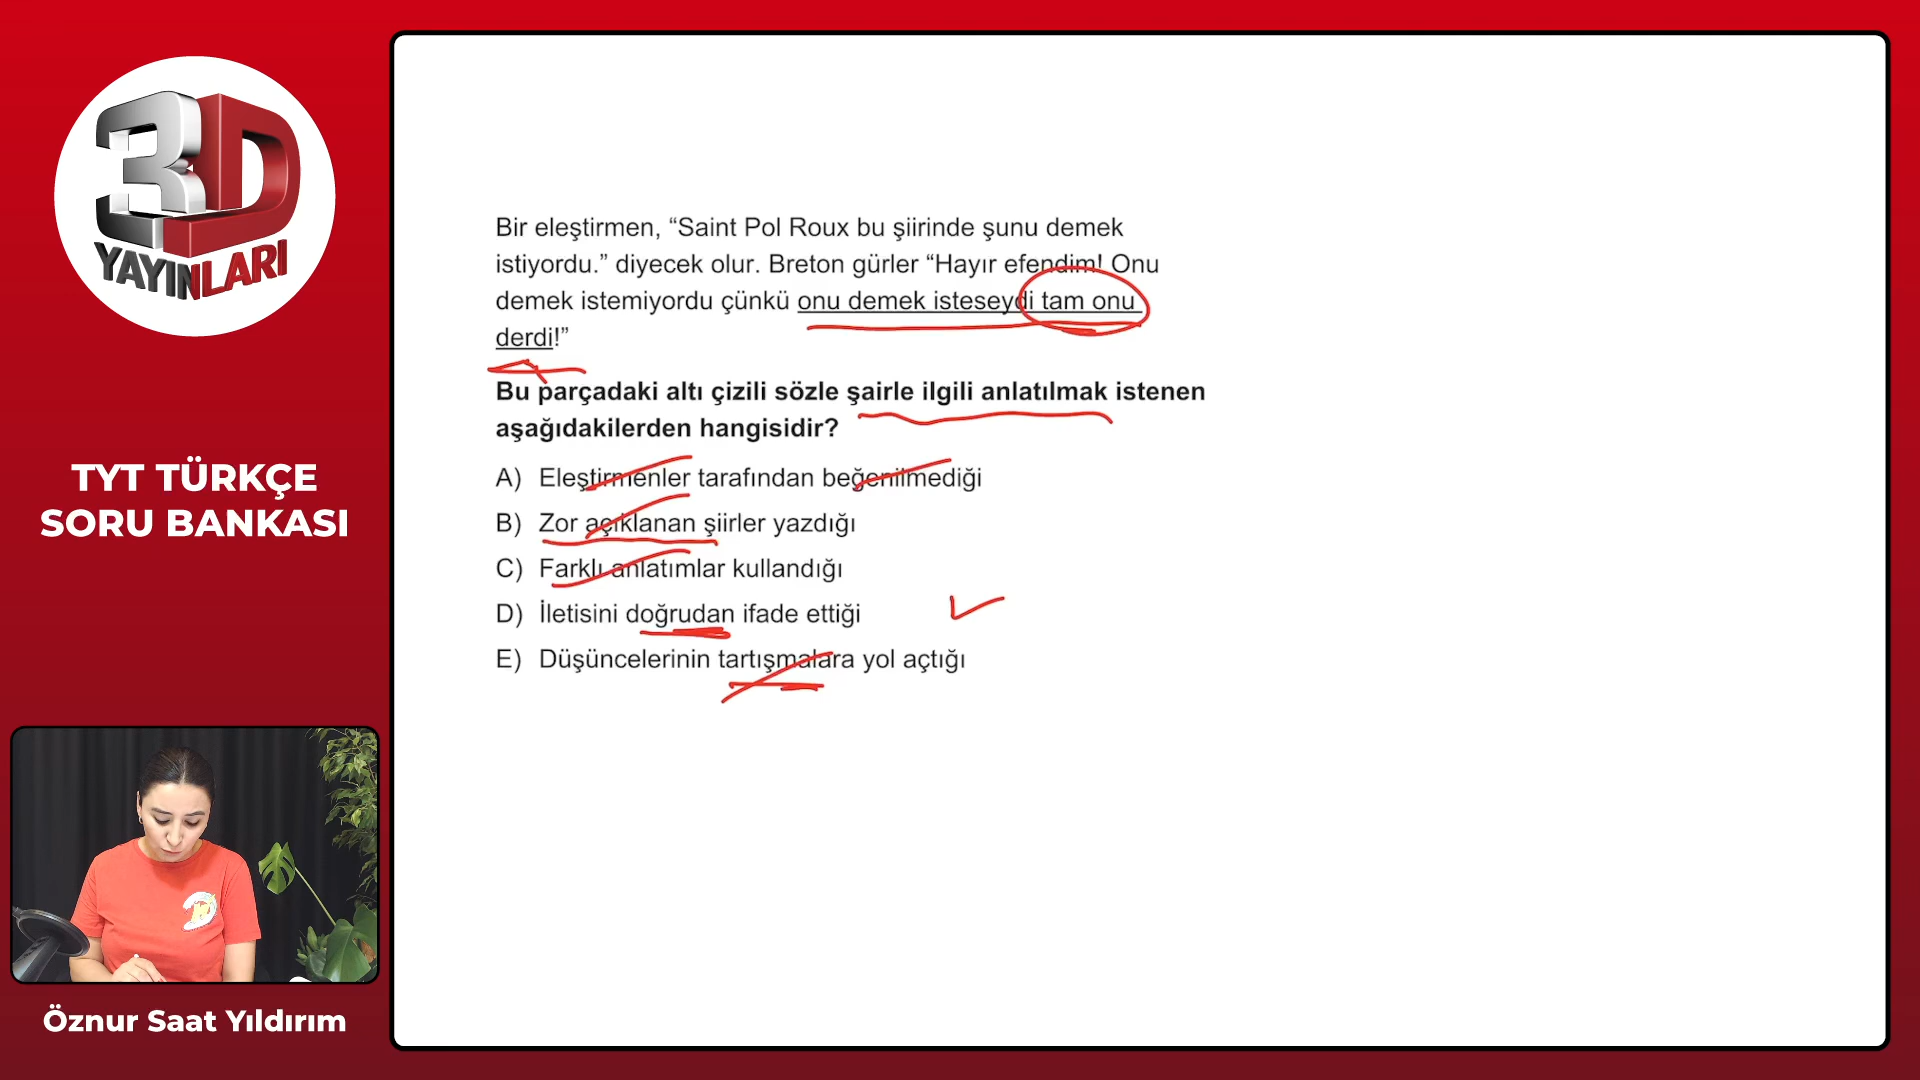 3D
YAYINLARI
TYT TÜRKÇE
SORU BANKASI
Öznur Saat Yıldırım
Bir eleştirmen, “Saint Pol Roux bu şiirinde şunu demek
istiyordu.” diyecek olur. Breton gürler “Hayır efendim! Onu
demek istemiyordu çünkü onu demek isteseydi tam onu
derdi!”
Bu parçadaki altı çizili sözle şairle ilgili anlatılmak istenen
aşağıdakilerden hangisidir?
A) Eleştirmenler tarafından beğenilmediği
B) Zor açıklanan şiirler yazdığı
C) Farklı anlatımlar kullandığı
D) İletisini doğrudan ifade ettiği
E) Düşüncelerinin tartışmalara yol açtığı